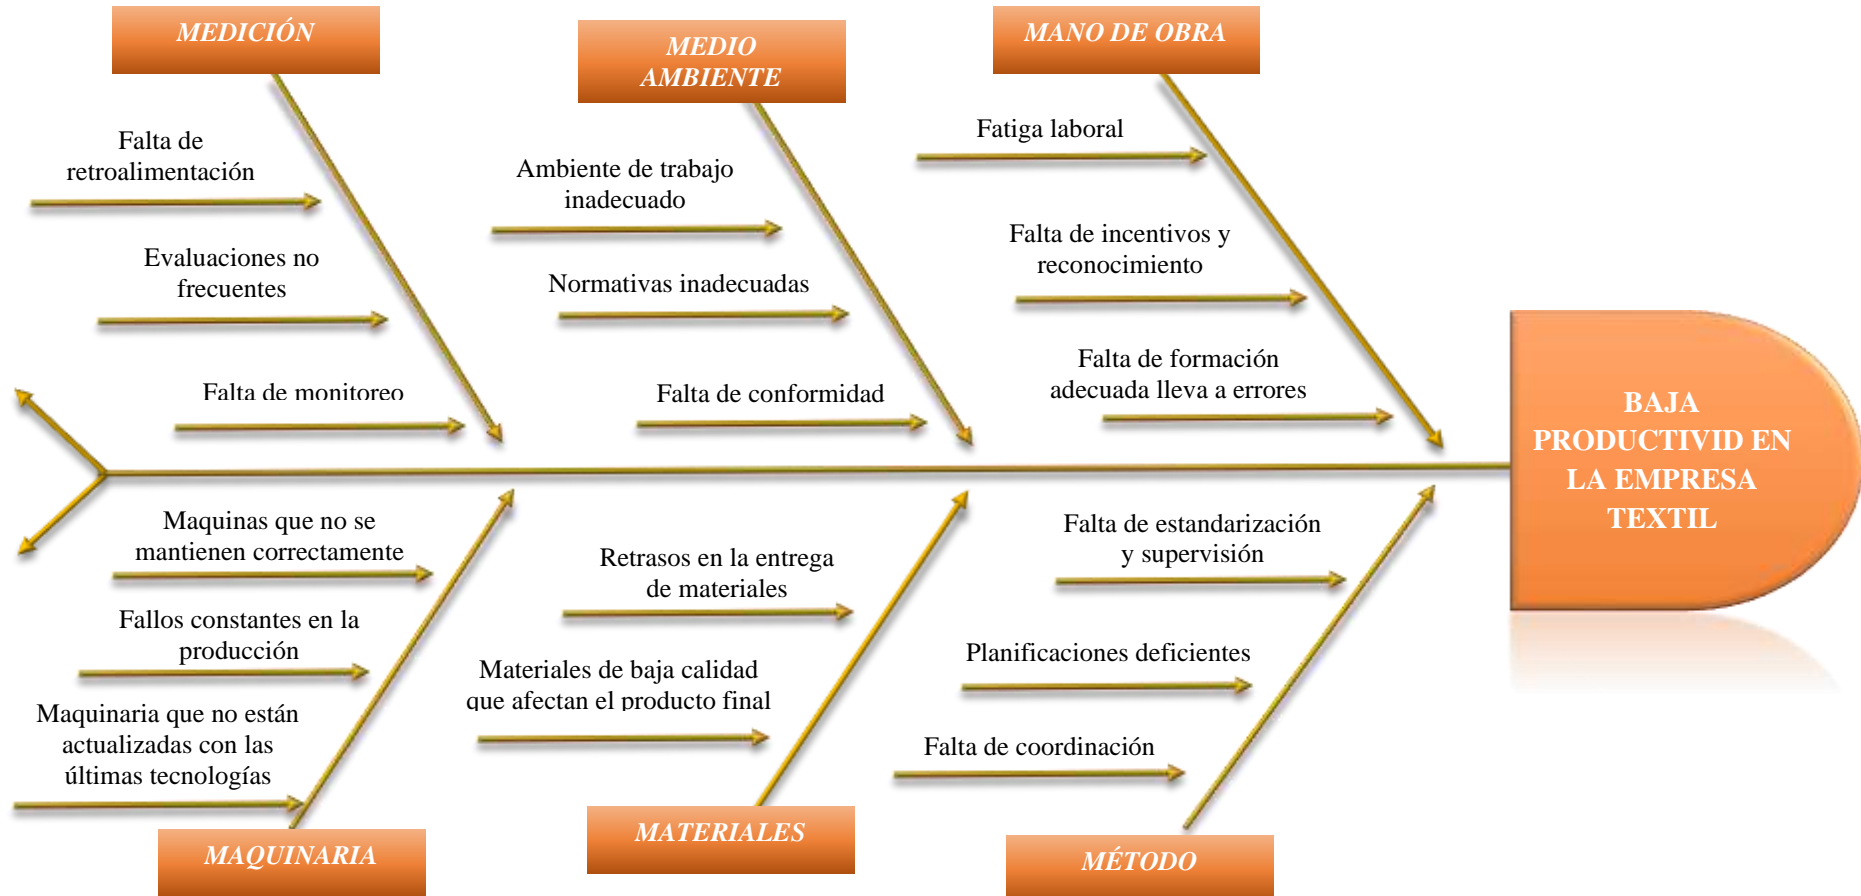 MEDICIÓN
MEDIO
AMBIENTE
MANO DE OBRA
Falta de
retroalimentación
Evaluaciones no
frecuentes
Falta de monitoreo
Ambiente de trabajo
inadecuado
Normativas inadecuadas
Falta de conformidad
Fatiga laboral
Falta de incentivos y
reconocimiento
Falta de formación
adecuada lleva a errores
BAJA
PRODUCTIVID EN
LA EMPRESA
TEXTIL
Maquinas que no se
mantienen correctamente
Fallos constantes en la
producción
Maquinaria que no están
actualizadas con las
últimas tecnologías
Retrasos en la entrega
de materiales
Materiales de baja calidad
que afectan el producto final
Falta de estandarización
y supervisión
Planificaciones deficientes
Falta de coordinación
MAQUINARIA
MATERIALES
MÉTODO